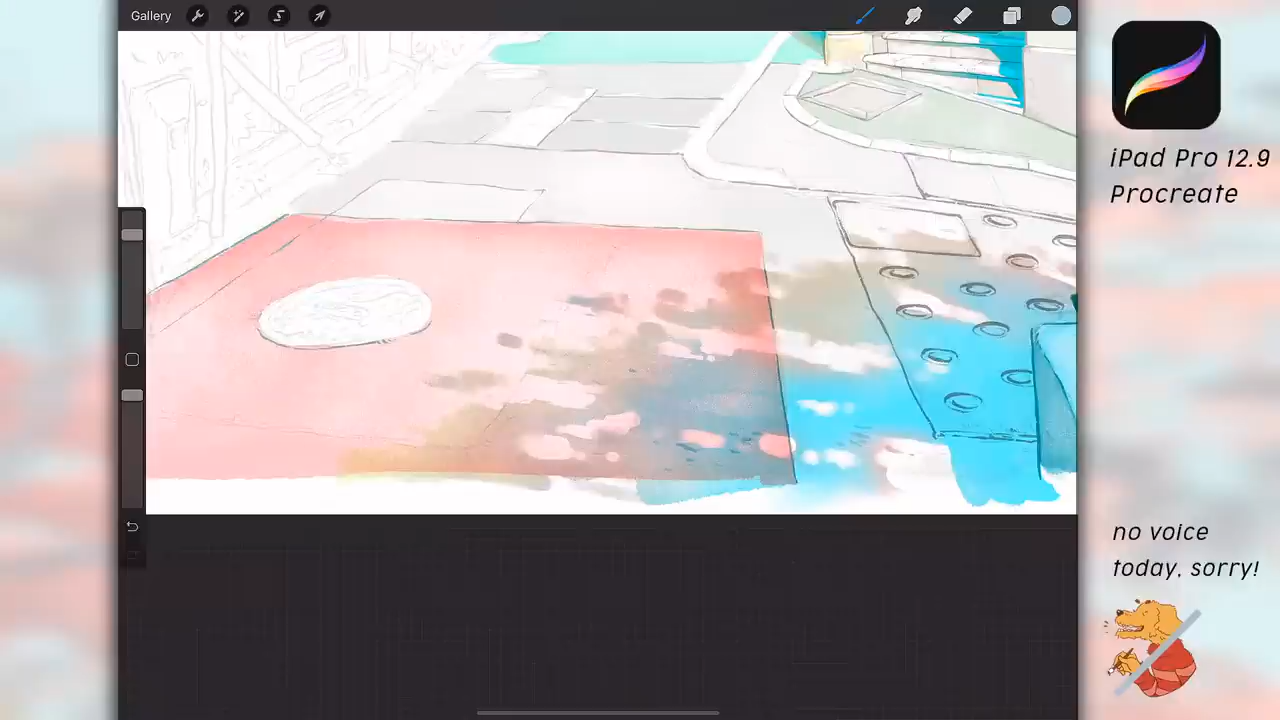 Gallery
iPad Pro 12.9
Procreate
no voice
today, sorry!